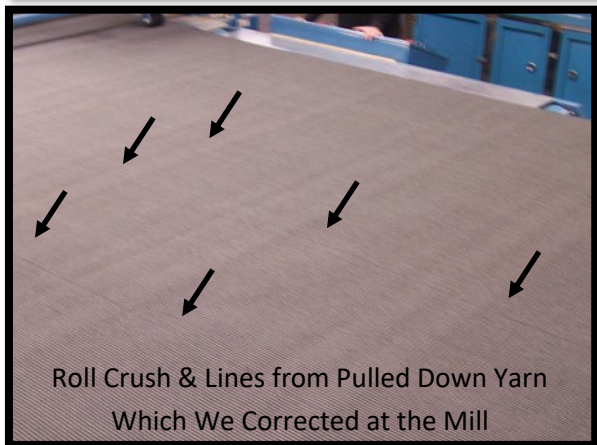 Roll Crush & Lines from Pulled Down Yarn
Which We Corrected at the Mill